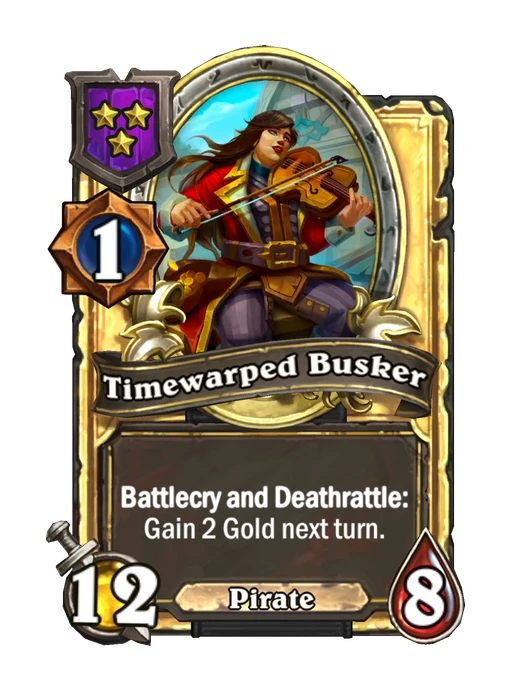 1
Timewarped Busker
Battlecry and Deathrattle:
Gain 2 Gold next turn.
12
Pirate
8